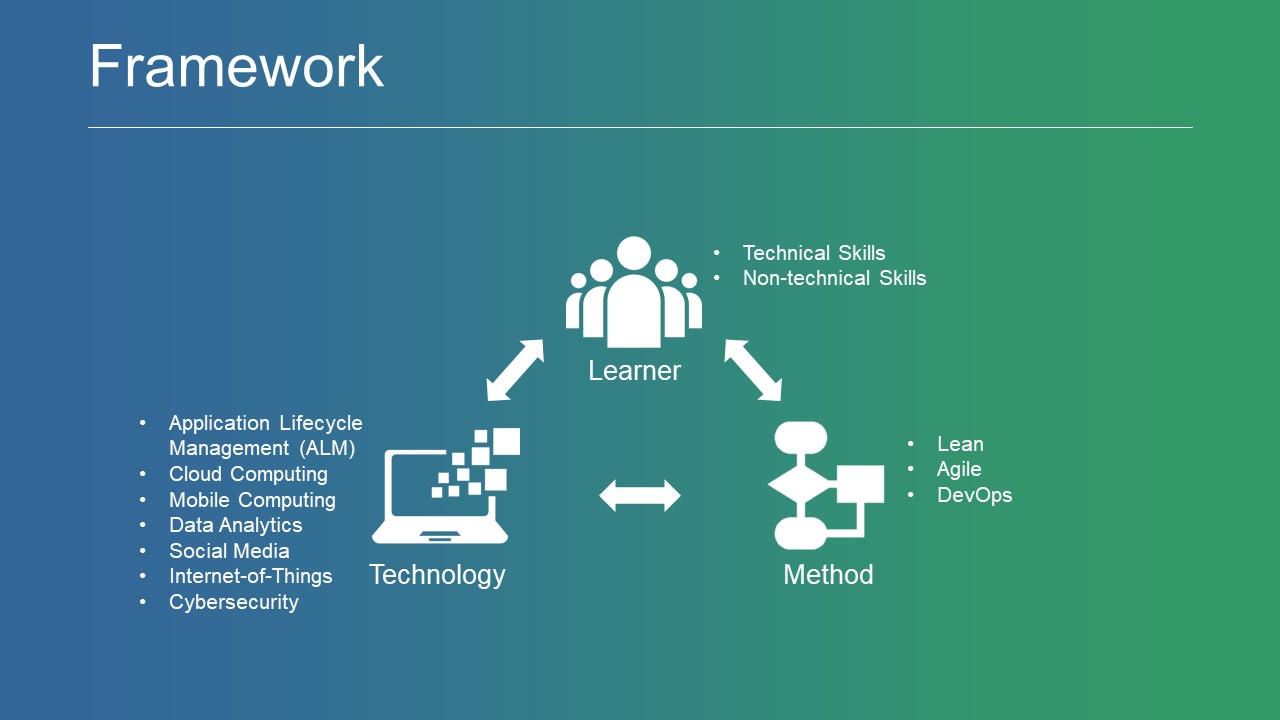 Framework
• Technical Skills
• Non-technical Skills
Learner
• Application Lifecycle
Management (ALM)
• Cloud Computing
• Mobile Computing
• Data Analytics
• Social Media
• Internet-of-Things
• Cybersecurity
Technology
• Lean
• Agile
• DevOps
Method